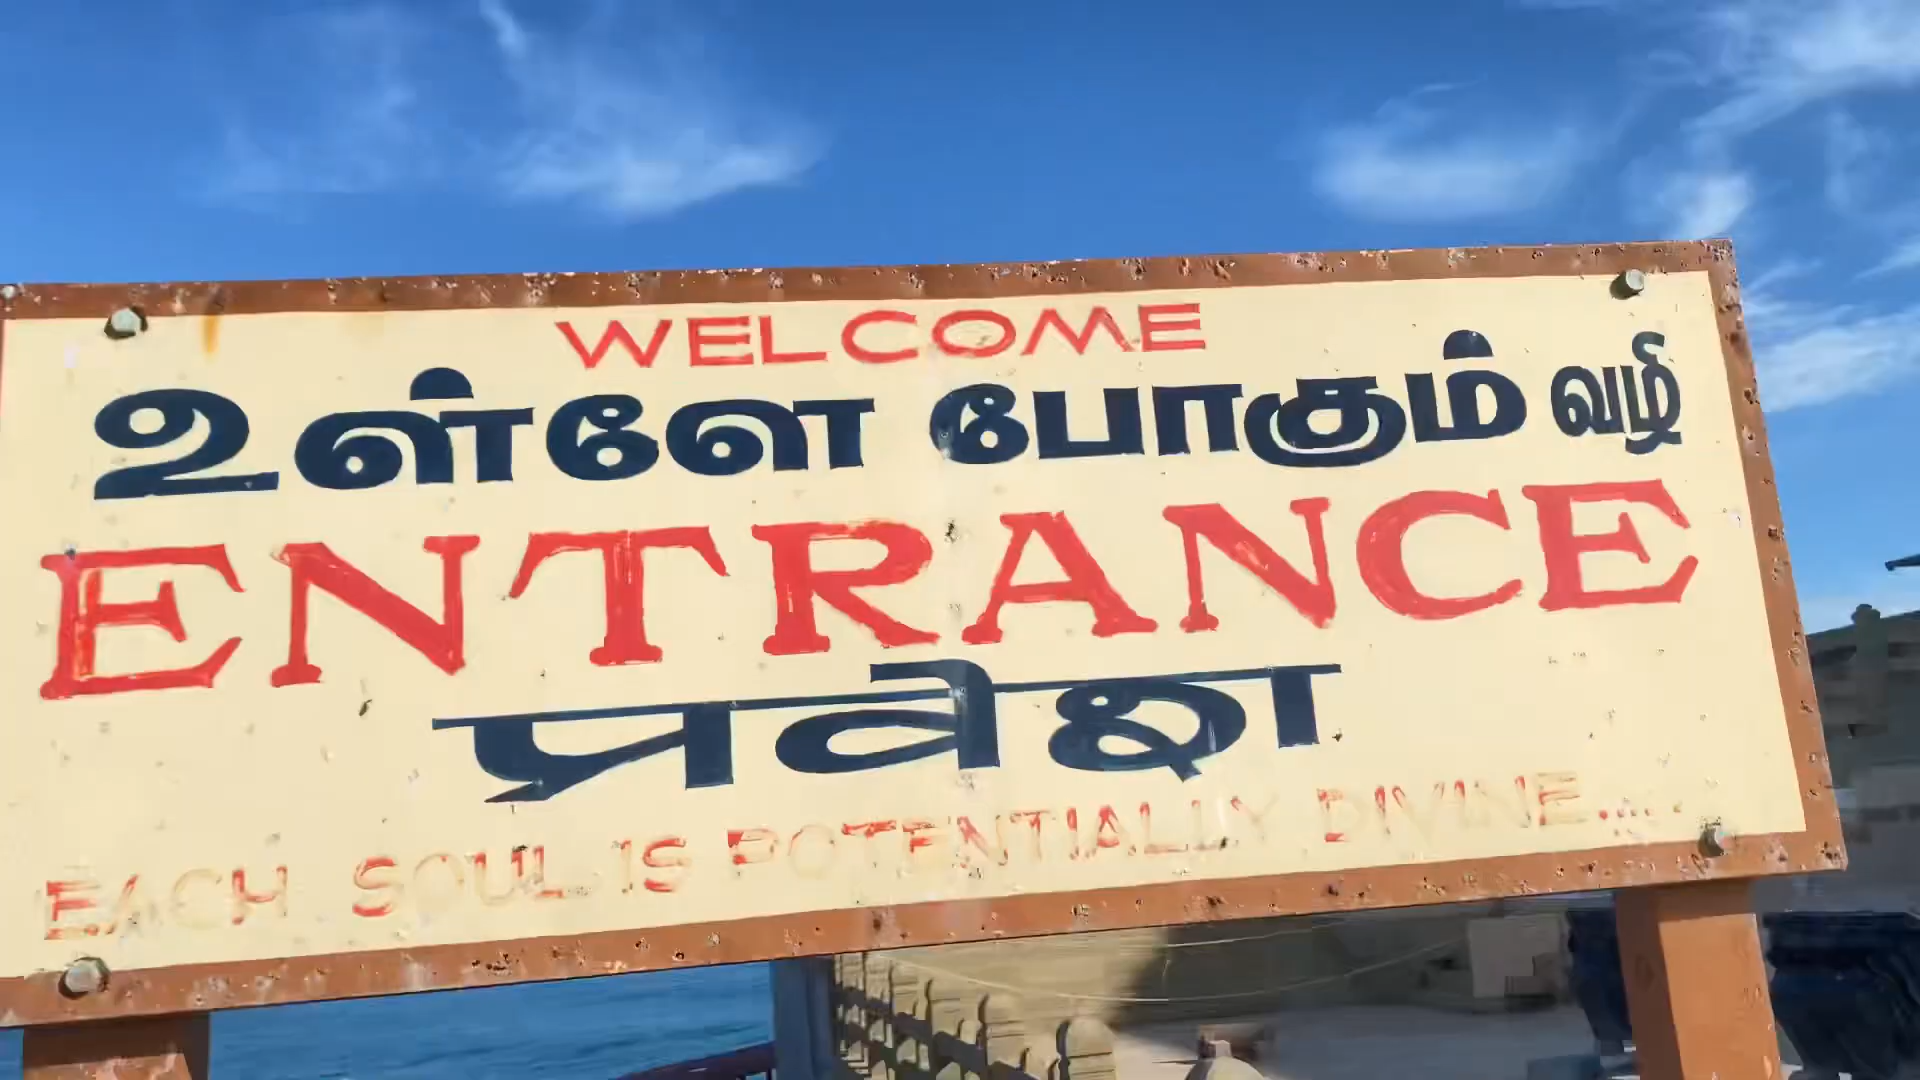 WELCOME
உள்ளே போகும் வழி
ENTRANCE
प्रवेश
EACH SOUL IS POTENTIALLY DIVINE....